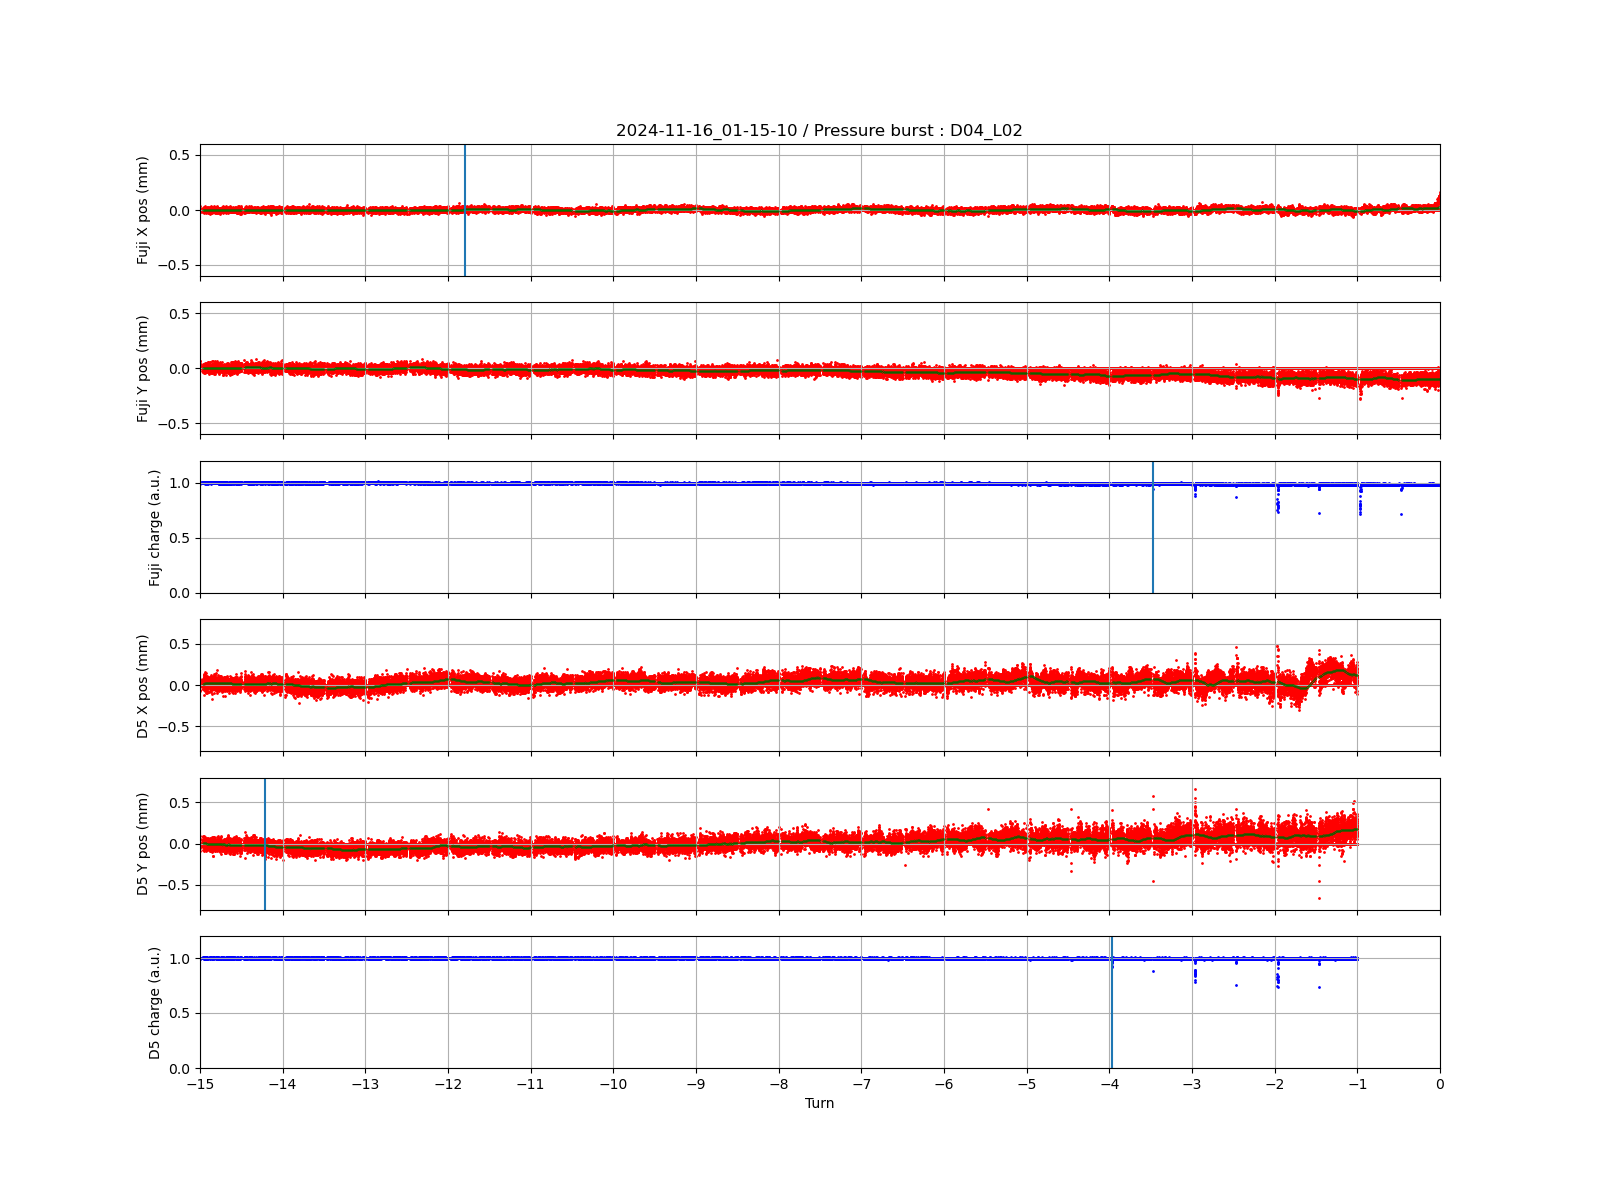 2024-11-16_01-15-10 / Pressure burst : D04_L02
Fuji X pos (mm)
0.5
0.0
−0.5
Fuji Y pos (mm)
0.5
0.0
−0.5
Fuji charge (a.u.)
1.0
0.5
0.0
D5 X pos (mm)
0.5
0.0
−0.5
D5 Y pos (mm)
0.5
0.0
−0.5
D5 charge (a.u.)
1.0
0.5
0.0
−15 −14 −13 −12 −11 −10 −9 −8 −7 −6 −5 −4 −3 −2 −1 0
Turn